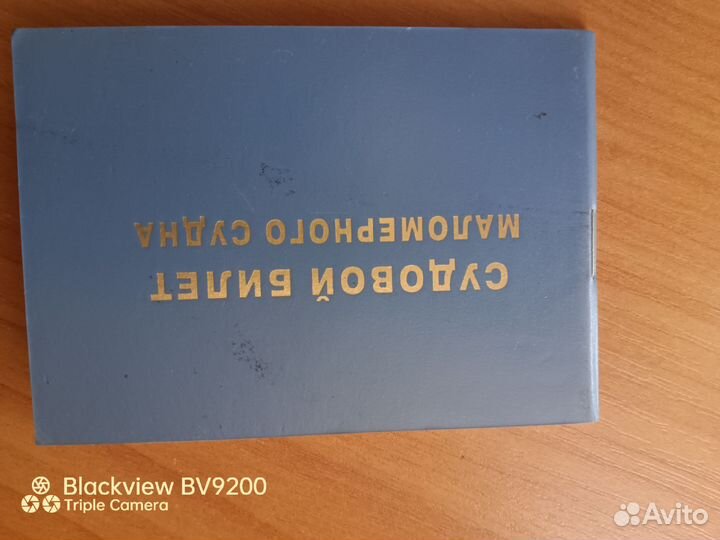 СУДОВОЙ БИЛЕТ
МАЛОМЕРНОГО СУДНА
Blackview BV9200
Triple Camera
Avito